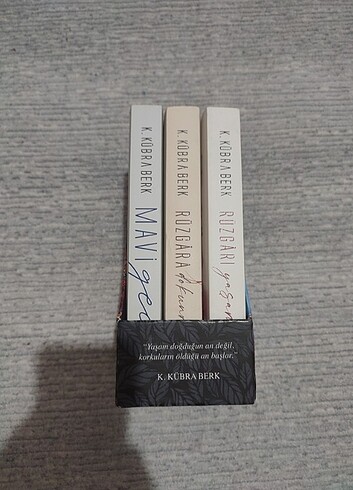 K. KÜBRA BERK MAVİ
K. KÜBRA BERK RÜZGÂRA
K. KÜBRA BERK RÜZGÂRI
"Yaşam doğduğun an değil,
korkuların öldüğü an başlar."
K. KÜBRA BERK